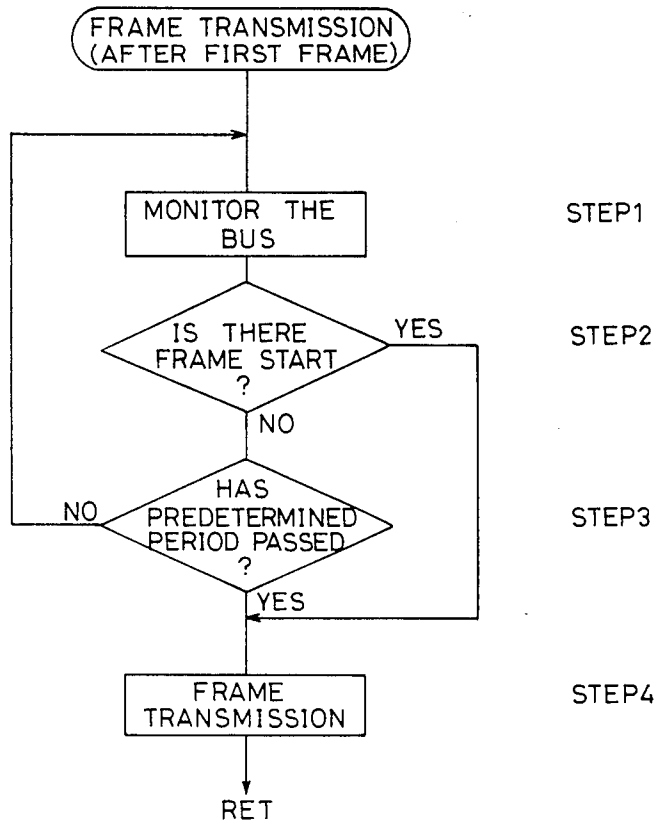 FRAME TRANSMISSION
(AFTER FIRST FRAME)
MONITOR THE
BUS
STEP1
IS THERE
FRAME START
?
YES
STEP2
NO
HAS
PREDETERMINED
PERIOD PASSED
?
NO
STEP3
YES
FRAME
TRANSMISSION
STEP4
RET